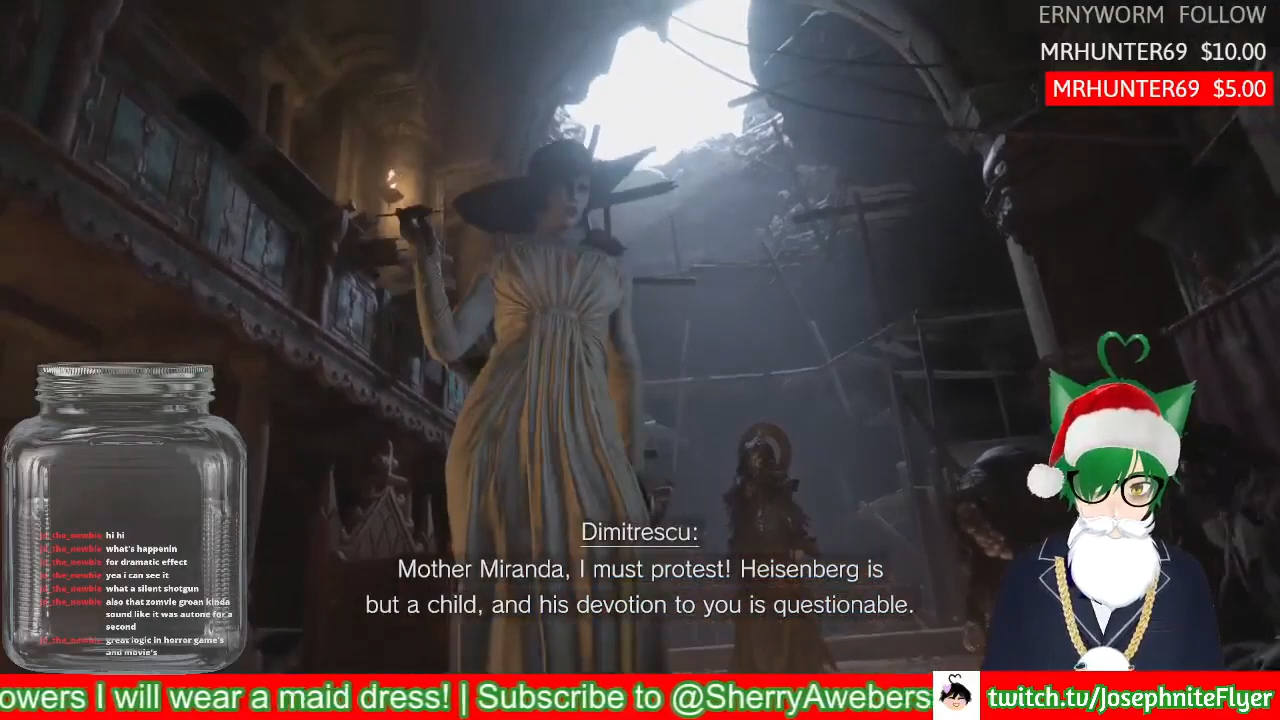 ERNYWORM FOLLOW
MRHUNTER69 $10.00
MRHUNTER69 $5.00
Dimitrescu:
Mother Miranda, I must protest! Heisenberg is
but a child, and his devotion to you is questionable.
hi hi
what's happenin
for dramatic effect
yea i can see it
what a silent shotgun
also that zomvie groan kinda
sound like it was autone for a
second
great logic in horror game's
and movie's
owers I will wear a maid dress! | Subscribe to @SherryAwebers
twitch.tv/JosephniteFlyer